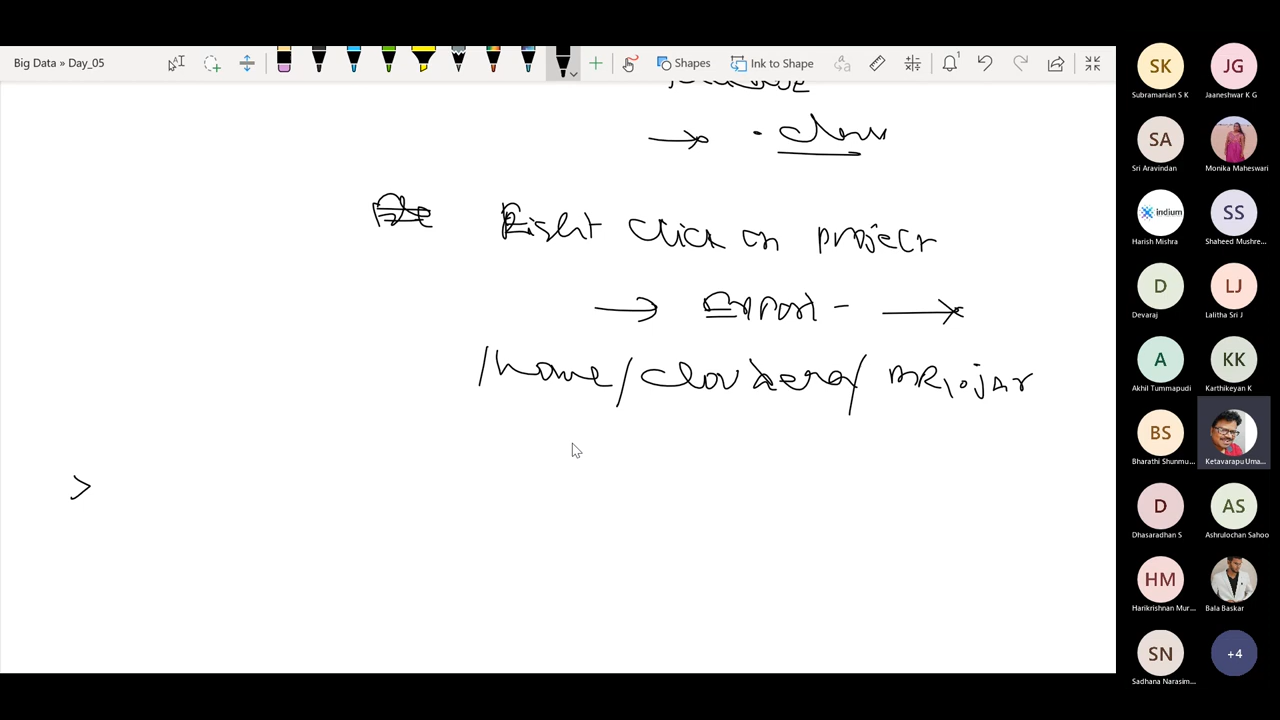 Big Data » Day_05
Shapes
Ink to Shape
1
→ . class
Right click on project
→ Export - →
/home/cloudera/MR1.jar
>
SK
Subramanian S K
JG
Jaaneshwar K G
SA
Sri Aravindan
Monika Maheswari
indium
Harish Mishra
SS
Shaheed Mushre...
D
Devaraj
LJ
Lalitha Sri J
A
Akhil Tummapudi
KK
Karthikeyan K
BS
Bharathi Shunmu...
Ketavarapu Uma...
D
Dhasaradhan S
AS
Ashrulochan Sahoo
HM
Harikrishnan Mur...
Bala Baskar
SN
Sadhana Narasim...
+4